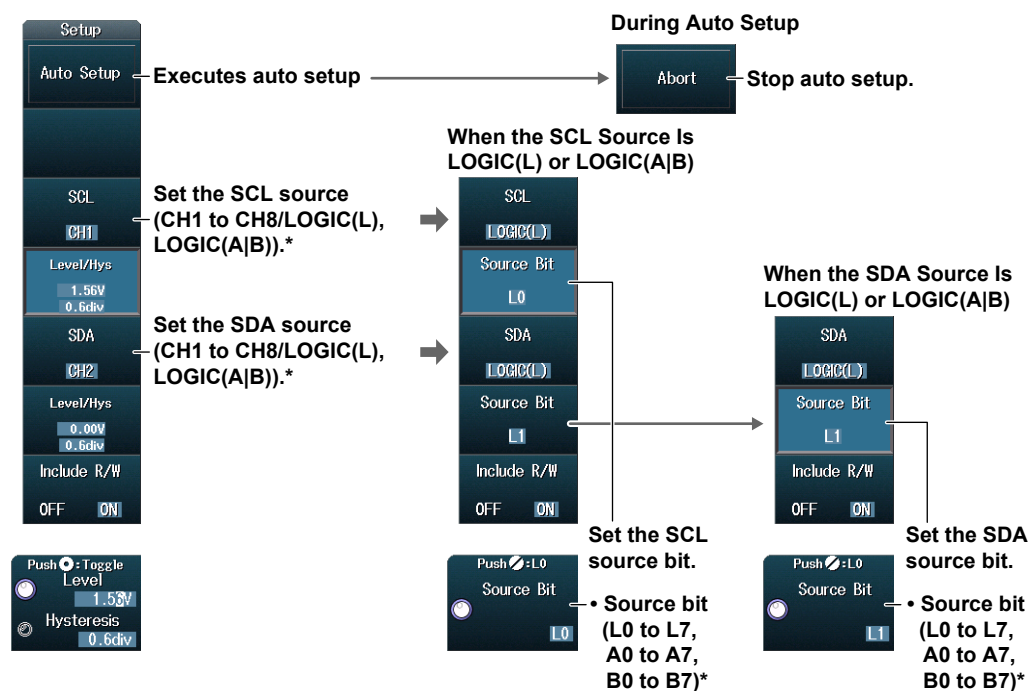 Setup
Auto Setup
Executes auto setup
During Auto Setup
Abort
Stop auto setup.
SCL
CH1
Set the SCL source
(CH1 to CH8/LOGIC(L),
LOGIC(A|B)).*
Level/Hys
1.56V
0.6div
SDA
CH2
Set the SDA source
(CH1 to CH8/LOGIC(L),
LOGIC(A|B)).*
Level/Hys
0.00V
0.6div
Include R/W
OFF ON
Push :Toggle
Level
1.56V
Hysteresis
0.6div
When the SCL Source Is
LOGIC(L) or LOGIC(A|B)
SCL
LOGIC(L)
Source Bit
L0
SDA
LOGIC(L)
Source Bit
L1
Include R/W
OFF ON
Set the SCL
source bit.
Push :L0
Source Bit
L0
• Source bit
(L0 to L7,
A0 to A7,
B0 to B7)*
When the SDA Source Is
LOGIC(L) or LOGIC(A|B)
SDA
LOGIC(L)
Source Bit
L1
Include R/W
OFF ON
Set the SDA
source bit.
Push :L0
Source Bit
L1
• Source bit
(L0 to L7,
A0 to A7,
B0 to B7)*